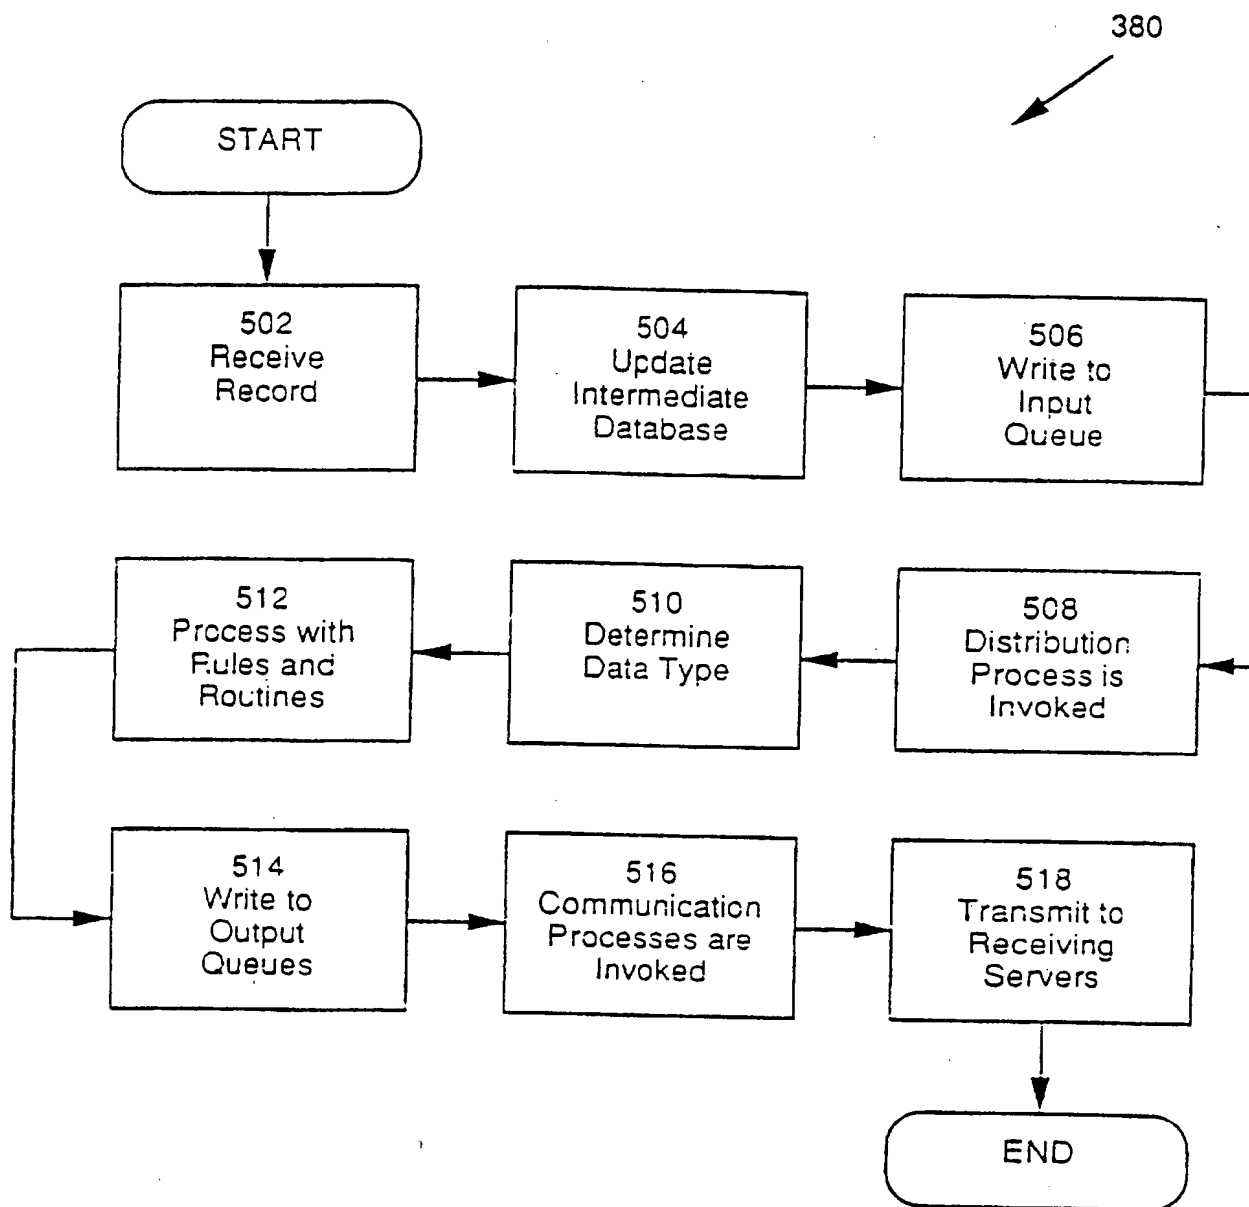 380
START
502
Receive
Record
504
Update
Intermediate
Database
506
Write to
Input
Queue
512
Process with
Rules and
Routines
510
Determine
Data Type
508
Distribution
Process is
Invoked
514
Write to
Output
Queues
516
Communication
Processes are
Invoked
518
Transmit to
Receiving
Servers
END